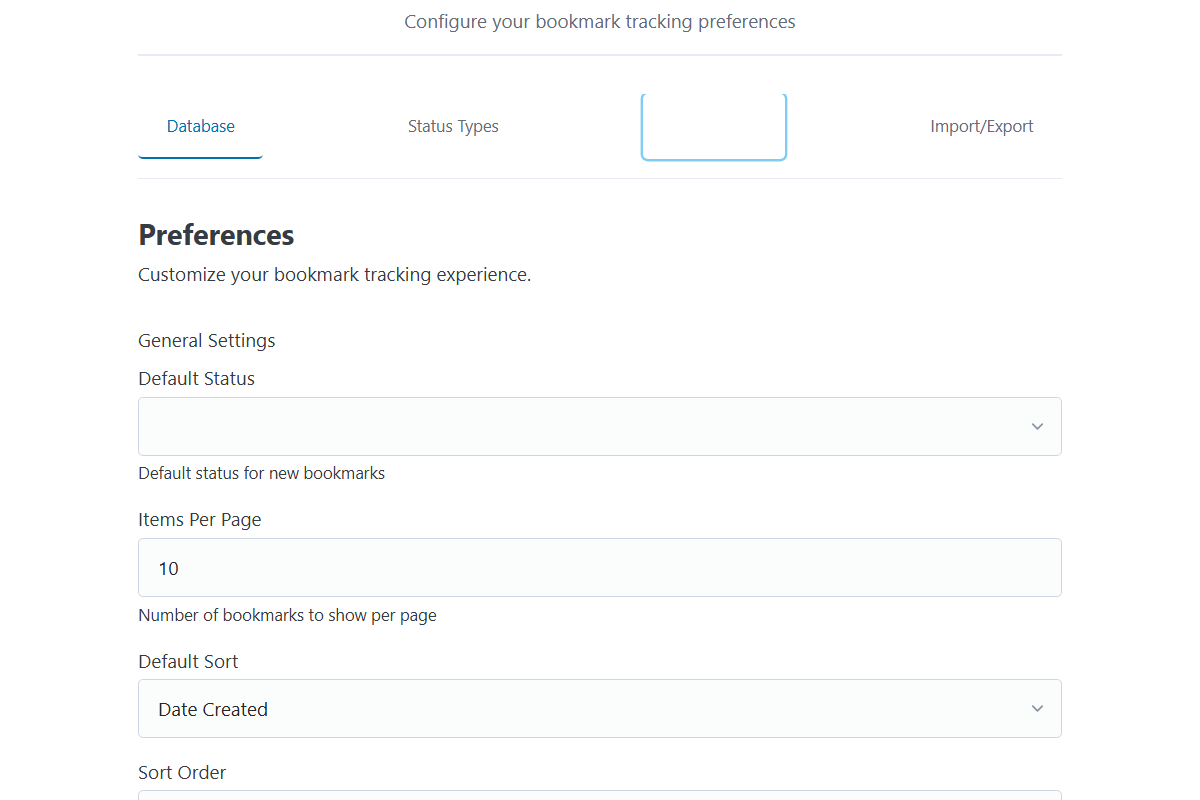 Configure your bookmark tracking preferences
Database Status Types Import/Export
Preferences
Customize your bookmark tracking experience.
General Settings
Default Status
Default status for new bookmarks
Items Per Page
10
Number of bookmarks to show per page
Default Sort
Date Created
Sort Order